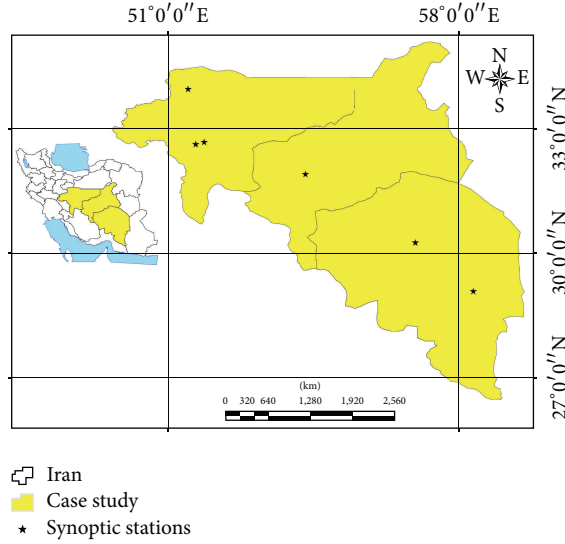 51°0′0″E 58°0′0″E
N
W E
S
33°0′0″N
30°0′0″N
27°0′0″N
(km)
0 320 640 1,280 1,920 2,560
Iran
Case study
Synoptic stations